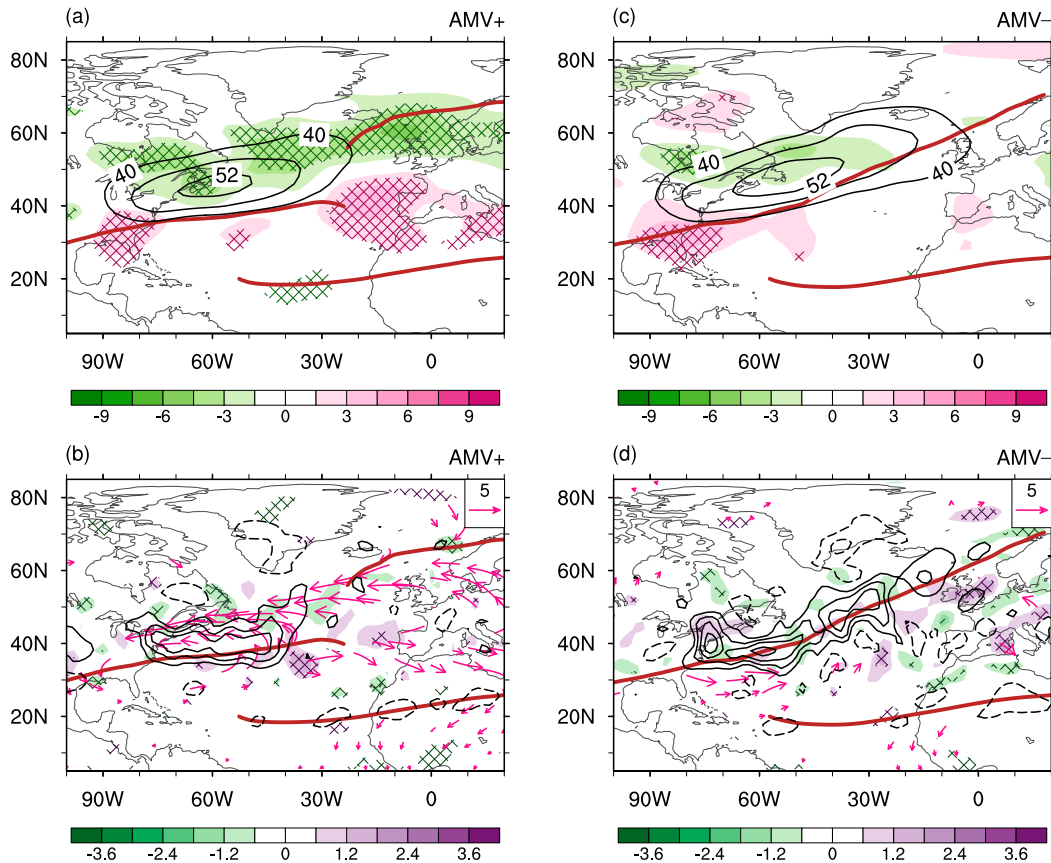 (a) AMV+
80N
60N
40N
20N
40
40
52
90W 60W 30W 0
-9 -6 -3 0 3 6 9
(c) AMV−
80N
60N
40N
20N
40
52
40
90W 60W 30W 0
-9 -6 -3 0 3 6 9
(b) AMV+
5
80N
60N
40N
20N
90W 60W 30W 0
-3.6 -2.4 -1.2 0 1.2 2.4 3.6
(d) AMV−
5
80N
60N
40N
20N
90W 60W 30W 0
-3.6 -2.4 -1.2 0 1.2 2.4 3.6